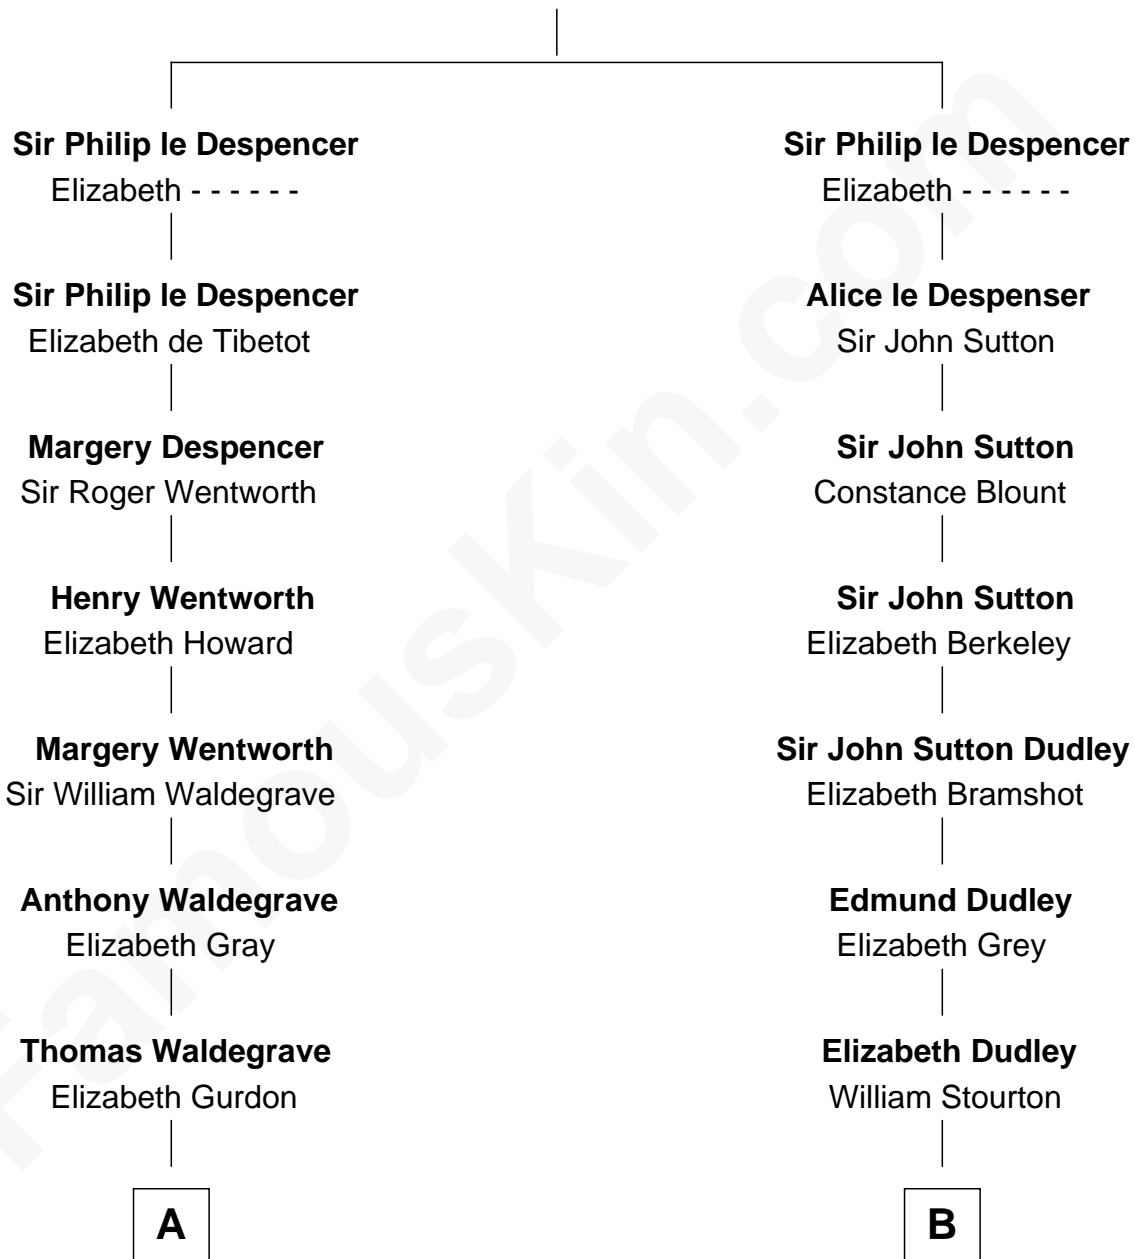 Sir Philip le Despencer
Elizabeth - - - - - -
Sir Philip le Despencer
Elizabeth de Tibetot
Margery Despencer
Sir Roger Wentworth
Henry Wentworth
Elizabeth Howard
Margery Wentworth
Sir William Waldegrave
Anthony Waldegrave
Elizabeth Gray
Thomas Waldegrave
Elizabeth Gurdon
A
Sir Philip le Despencer
Elizabeth - - - - - -
Alice le Despenser
Sir John Sutton
Sir John Sutton
Constance Blount
Sir John Sutton
Elizabeth Berkeley
Sir John Sutton Dudley
Elizabeth Bramshot
Edmund Dudley
Elizabeth Grey
Elizabeth Dudley
William Stourton
B
FamousKin.com